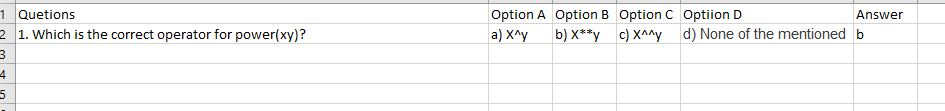 1 Quetions Option A Option B Option C Optiion D Answer
2 1. Which is the correct operator for power(xy)? a) X^y b) X**y c) X^^y d) None of the mentioned b
3
4
5